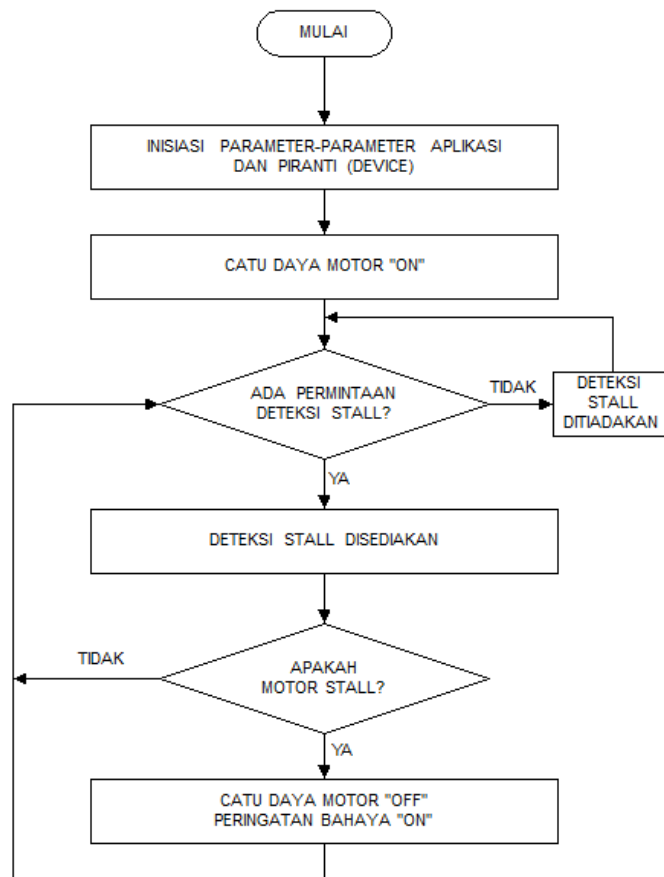 MULAI
INISIASI PARAMETER-PARAMETER APLIKASI
DAN PIRANTI (DEVICE)
CATU DAYA MOTOR "ON"
ADA PERMINTAAN
DETEKSI STALL?
TIDAK
DETEKSI
STALL
DITIADAKAN
YA
DETEKSI STALL DISEDIAKAN
TIDAK
APAKAH
MOTOR STALL?
YA
CATU DAYA MOTOR "OFF"
PERINGATAN BAHAYA "ON"